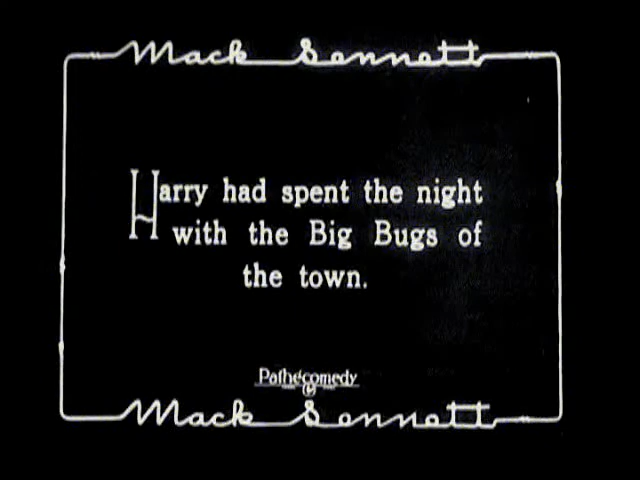 Mack Sennett
Harry had spent the night
with the Big Bugs of
the town.
Pathécomedy
Mack Sennett